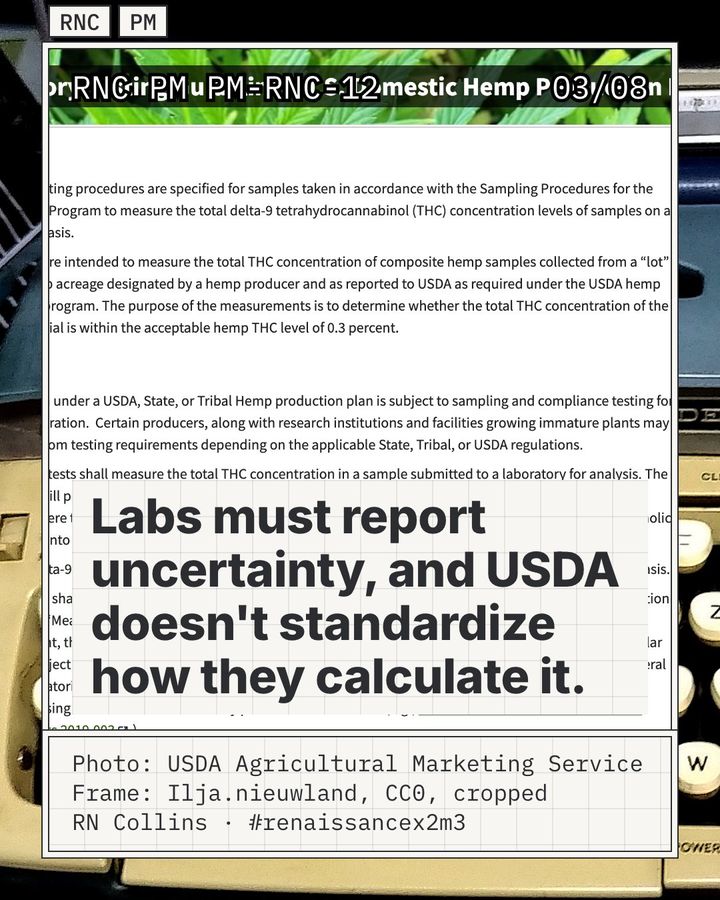 RNC PM
RNC PM PM-RNC-12 03/08
Domestic Hemp
ting procedures are specified for samples taken in accordance with the Sampling Procedures for the
Program to measure the total delta-9 tetrahydrocannabinol (THC) concentration levels of samples on a
asis.
re intended to measure the total THC concentration of composite hemp samples collected from a “lot”
acreage designated by a hemp producer and as reported to USDA as required under the USDA hemp
rogram. The purpose of the measurements is to determine whether the total THC concentration of the
ial is within the acceptable hemp THC level of 0.3 percent.
under a USDA, State, or Tribal Hemp production plan is subject to sampling and compliance testing for
ration. Certain producers, along with research institutions and facilities growing immature plants may
om testing requirements depending on the applicable State, Tribal, or USDA regulations.
tests shall measure the total THC concentration in a sample submitted to a laboratory for analysis. The
Labs must report
uncertainty, and USDA
doesn't standardize
how they calculate it.
Photo: USDA Agricultural Marketing Service
Frame: Ilja.nieuwland, CC0, cropped
RN Collins · #renaissancex2m3
Z
W